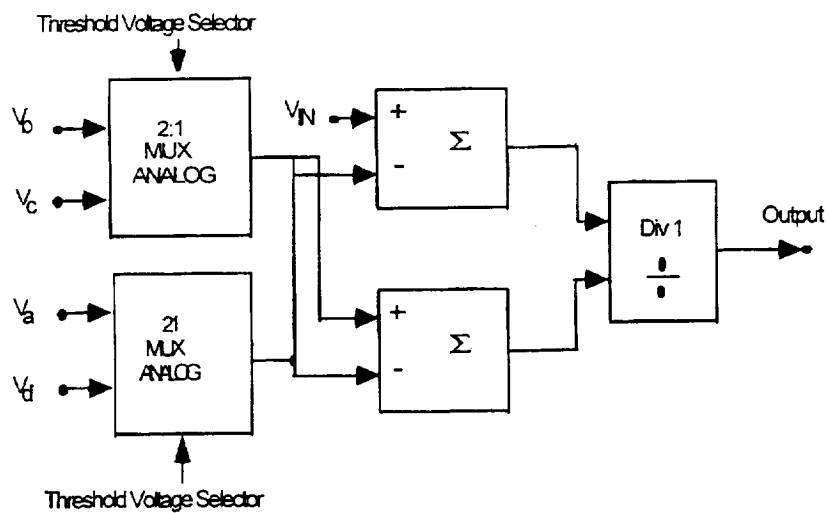 Threshold Voltage Selector
Vb
Vc
2:1
MUX
ANALOG
VIN
+
-
Σ
Div 1
÷
Output
Va
Vd
21
MUX
ANALOG
+
-
Σ
Threshold Voltage Selector